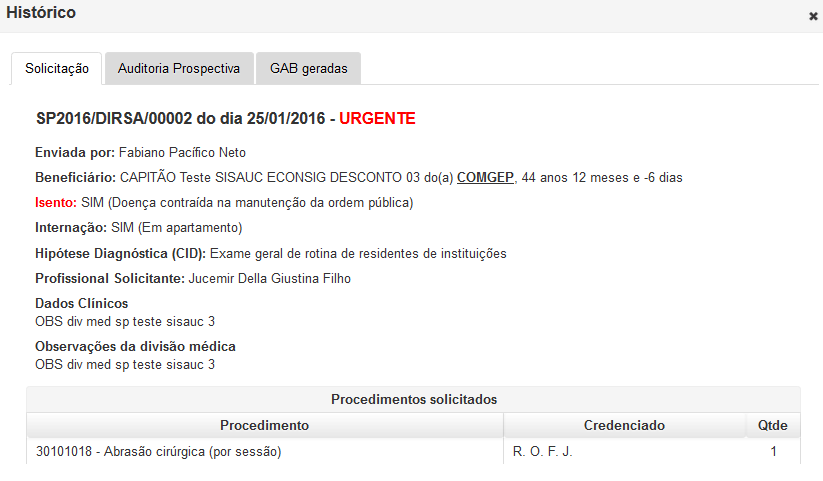 Histórico
Solicitação
Auditoria Prospectiva
GAB geradas
SP2016/DIRSA/00002 do dia 25/01/2016 - URGENTE
Enviada por: Fabiano Pacífico Neto
Beneficiário: CAPITÃO Teste SISAUC ECONSIG DESCONTO 03 do(a) COMGEP, 44 anos 12 meses e -6 dias
Isento: SIM (Doença contraída na manutenção da ordem pública)
Internação: SIM (Em apartamento)
Hipótese Diagnóstica (CID): Exame geral de rotina de residentes de instituições
Profissional Solicitante: Jucemir Della Giustina Filho
Dados Clínicos
OBS div med sp teste sisauc 3
Observações da divisão médica
OBS div med sp teste sisauc 3
Procedimentos solicitados
Procedimento Credenciado Qtde
30101018 - Abrasão cirúrgica (por sessão) R. O. F. J. 1